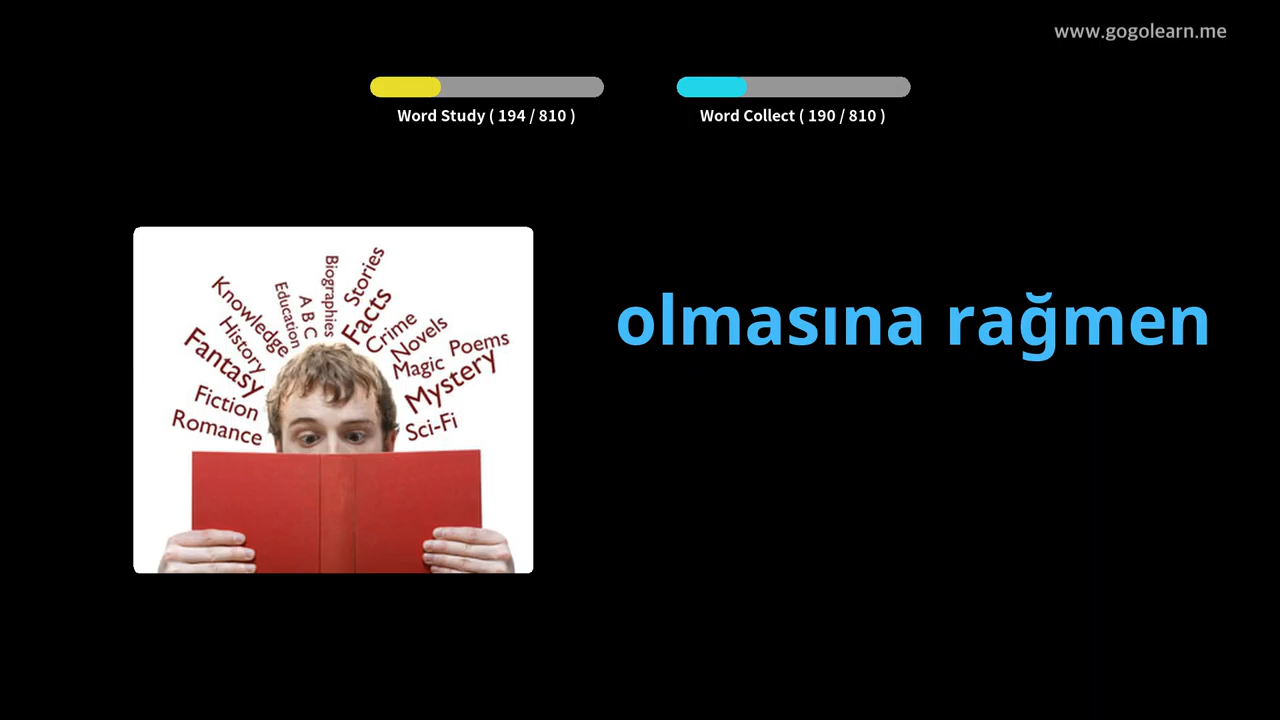 www.gogolearn.me
Word Study ( 194 / 810 )
Word Collect ( 190 / 810 )
Romance
Fiction
Fantasy
History
Knowledge
Education
A B C
Biographies
Stories
Facts
Crime
Novels
Magic
Poems
Mystery
Sci-Fi
olmasına rağmen